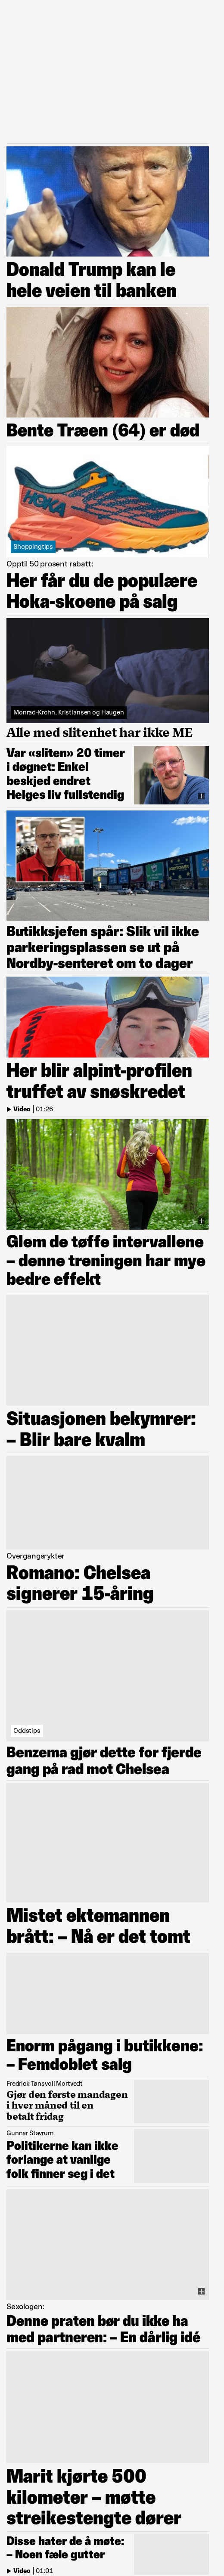 Donald Trump kan le
hele veien til banken
Bente Træen (64) er død
HOKA
Shoppingtips
Opptil 50 prosent rabatt:
Her får du de populære
Hoka-skoene på salg
Monrad-Krohn, Kristiansen og Haugen
Alle med slitenhet har ikke ME
Var «sliten» 20 timer
i døgnet: Enkel
beskjed endret
Helges liv fullstendig
Butikksjefen spår: Slik vil ikke
parkeringsplassen se ut på
Nordby-senteret om to dager
Her blir alpint-profilen
truffet av snøskredet
Video | 01:26
Glem de tøffe intervallene
– denne treningen har mye
bedre effekt
Situasjonen bekymrer:
– Blir bare kvalm
Overgangsrykter
Romano: Chelsea
signerer 15-åring
Oddstips
Benzema gjør dette for fjerde
gang på rad mot Chelsea
Mistet ektemannen
brått: – Nå er det tomt
Enorm pågang i butikkene:
– Femdoblet salg
Fredrick Tønsvoll Mortvedt
Gjør den første mandagen
i hver måned til en
betalt fridag
Gunnar Stavrum
Politikerne kan ikke
forlange at vanlige
folk finner seg i det
Sexologen:
Denne praten bør du ikke ha
med partneren: – En dårlig idé
Marit kjørte 500
kilometer – møtte
streikestengte dører
Disse hater de å møte:
– Noen fæle gutter
Video | 01:01